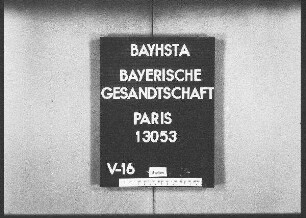 BAYHSTA
BAYERISCHE
GESANDTSCHAFT
PARIS
13053
V-16